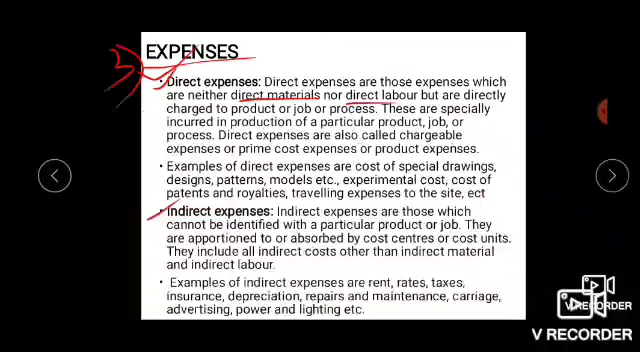 EXPENSES
• Direct expenses: Direct expenses are those expenses which
are neither direct materials nor direct labour but are directly
charged to product or job or process. These are specially
incurred in production of a particular product, job, or
process. Direct expenses are also called chargeable
expenses or prime cost expenses or product expenses.
• Examples of direct expenses are cost of special drawings,
designs, patterns, models etc., experimental cost, cost of
patents and royalties, travelling expenses to the site, ect
• Indirect expenses: Indirect expenses are those which
cannot be identified with a particular product or job. They
are apportioned to or absorbed by cost centres or cost units.
They include all indirect costs other than indirect material
and indirect labour.
• Examples of indirect expenses are rent, rates, taxes,
insurance, depreciation, repairs and maintenance, carriage,
advertising, power and lighting etc.
V RECORDER
V RECORDER